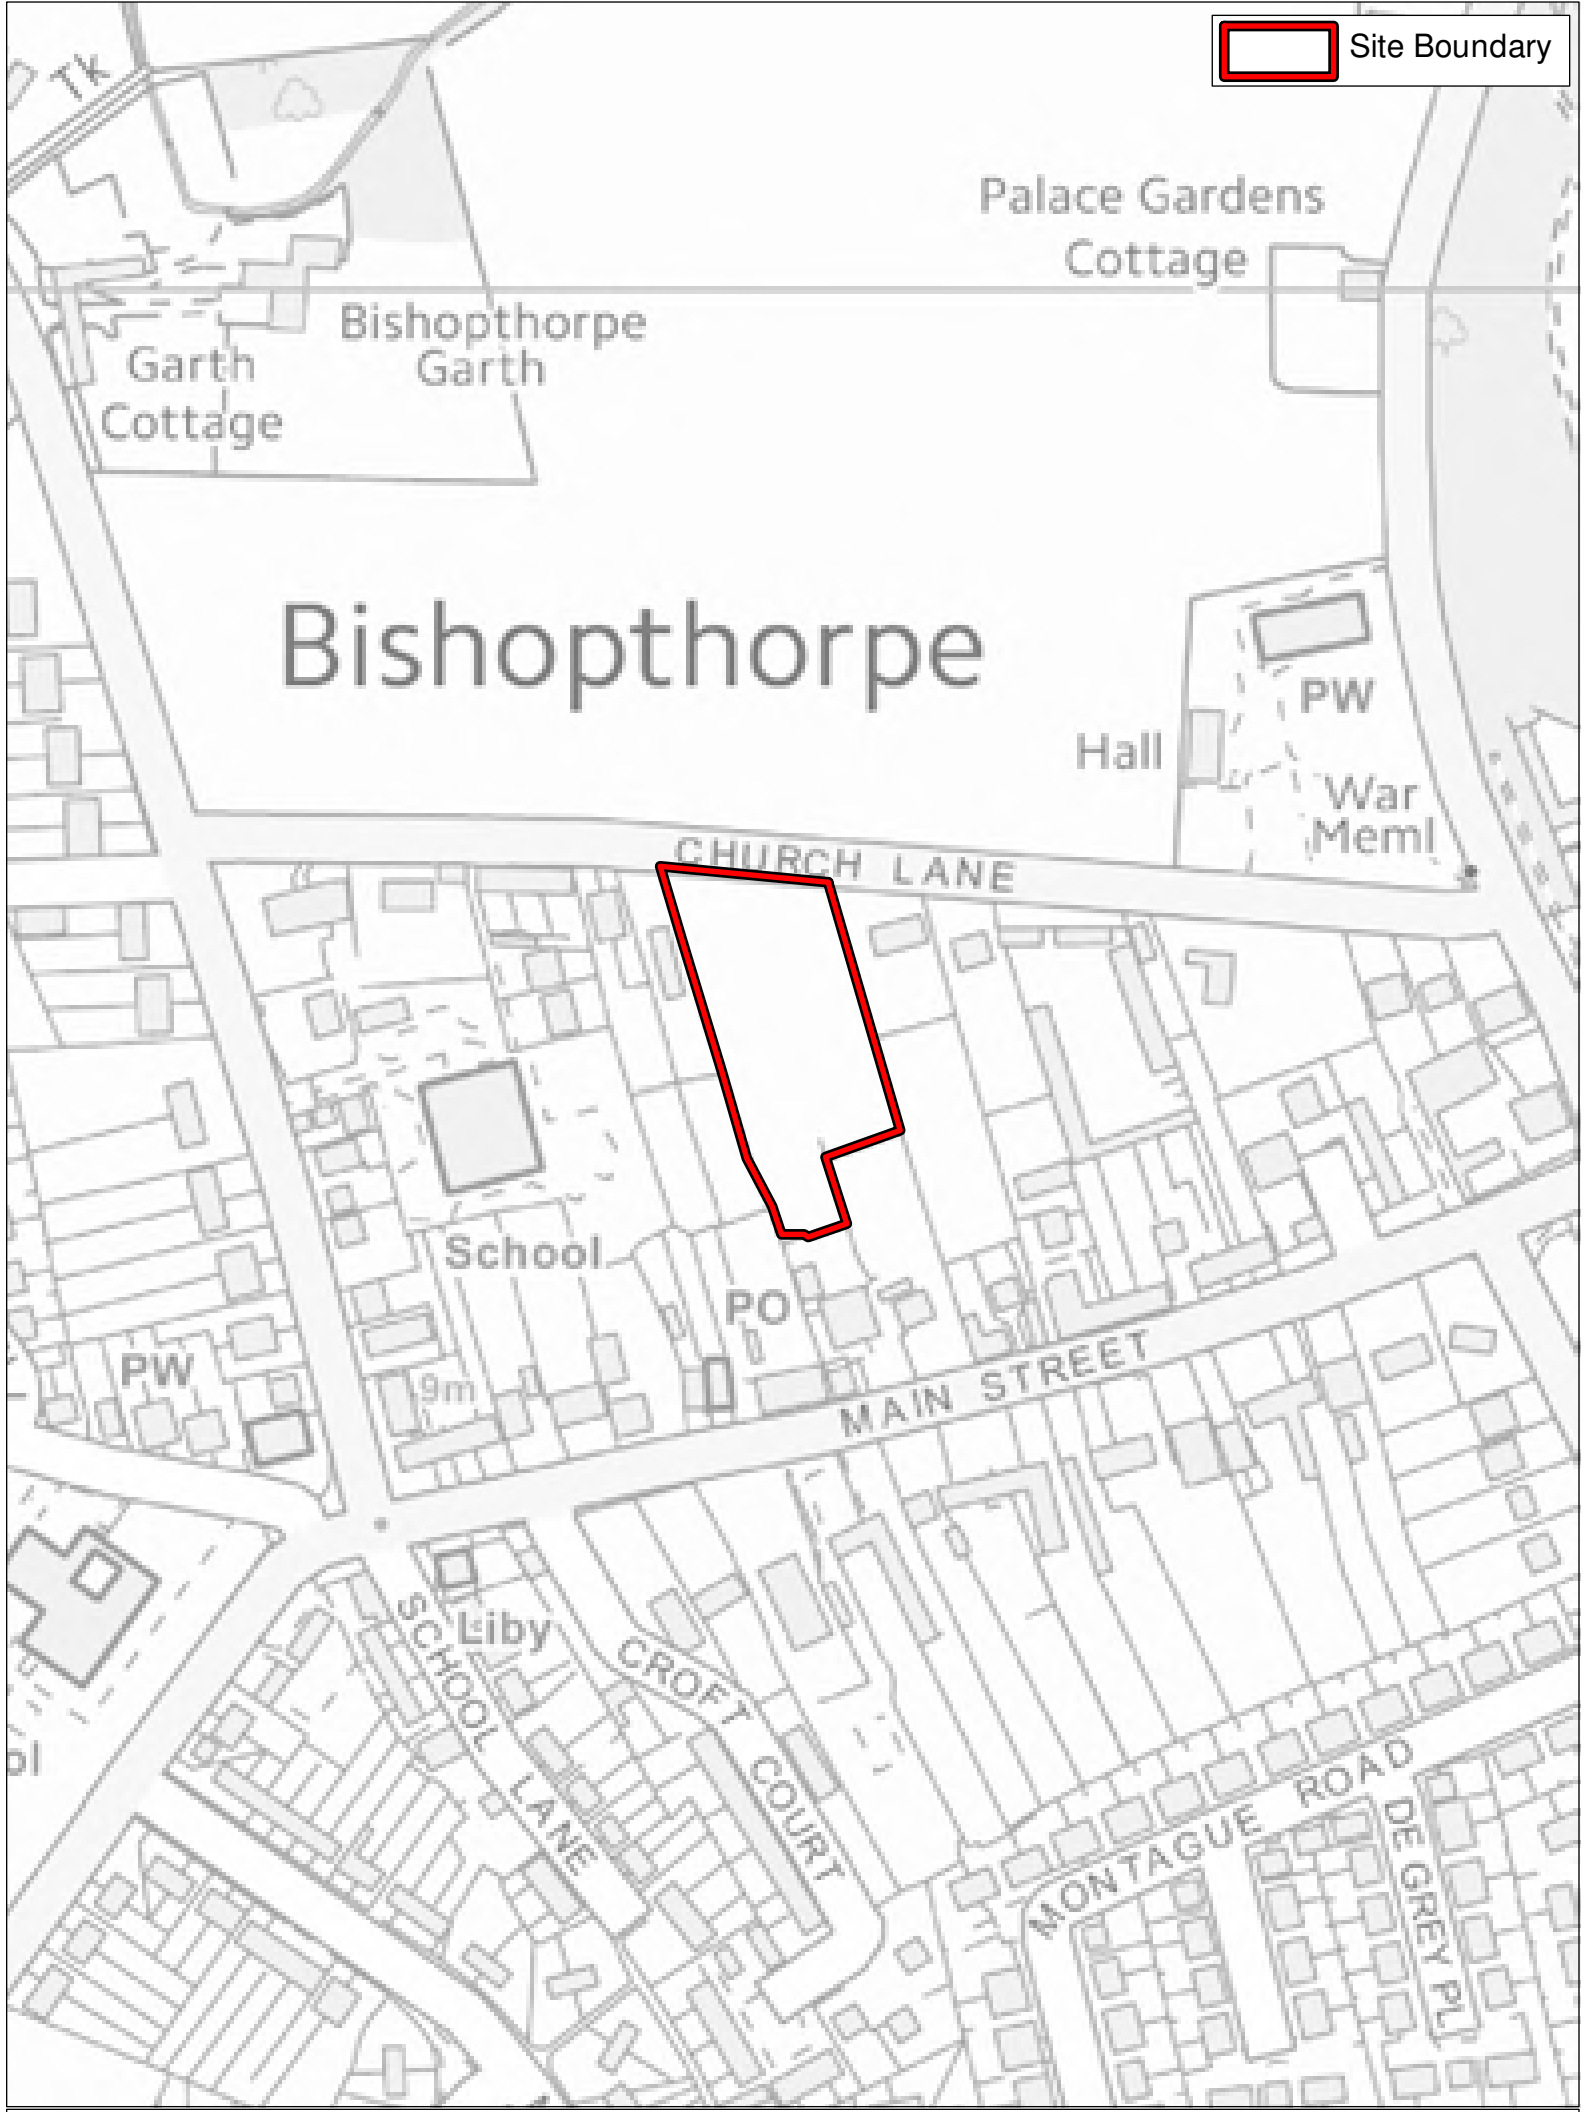 Site Boundary
Tk
Palace Gardens
Cottage
Bishopthorpe
Garth
Garth
Cottage
Bishopthorpe
PW
Hall
War
Meml
CHURCH LANE
School
PO
PW
9m
MAIN STREET
Liby
SCHOOL LANE
CROFT COURT
ol
MONTAGUE ROAD
DE GREY PL